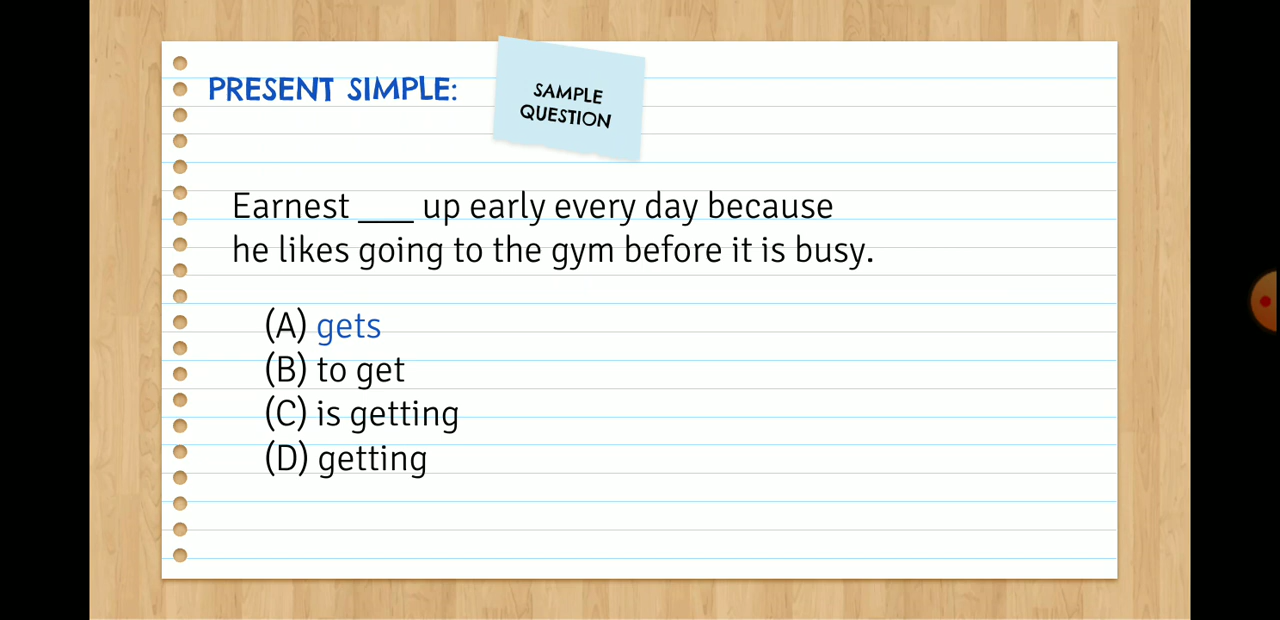 PRESENT SIMPLE:
SAMPLE
QUESTION
Earnest ___ up early every day because
he likes going to the gym before it is busy.
(A) gets
(B) to get
(C) is getting
(D) getting